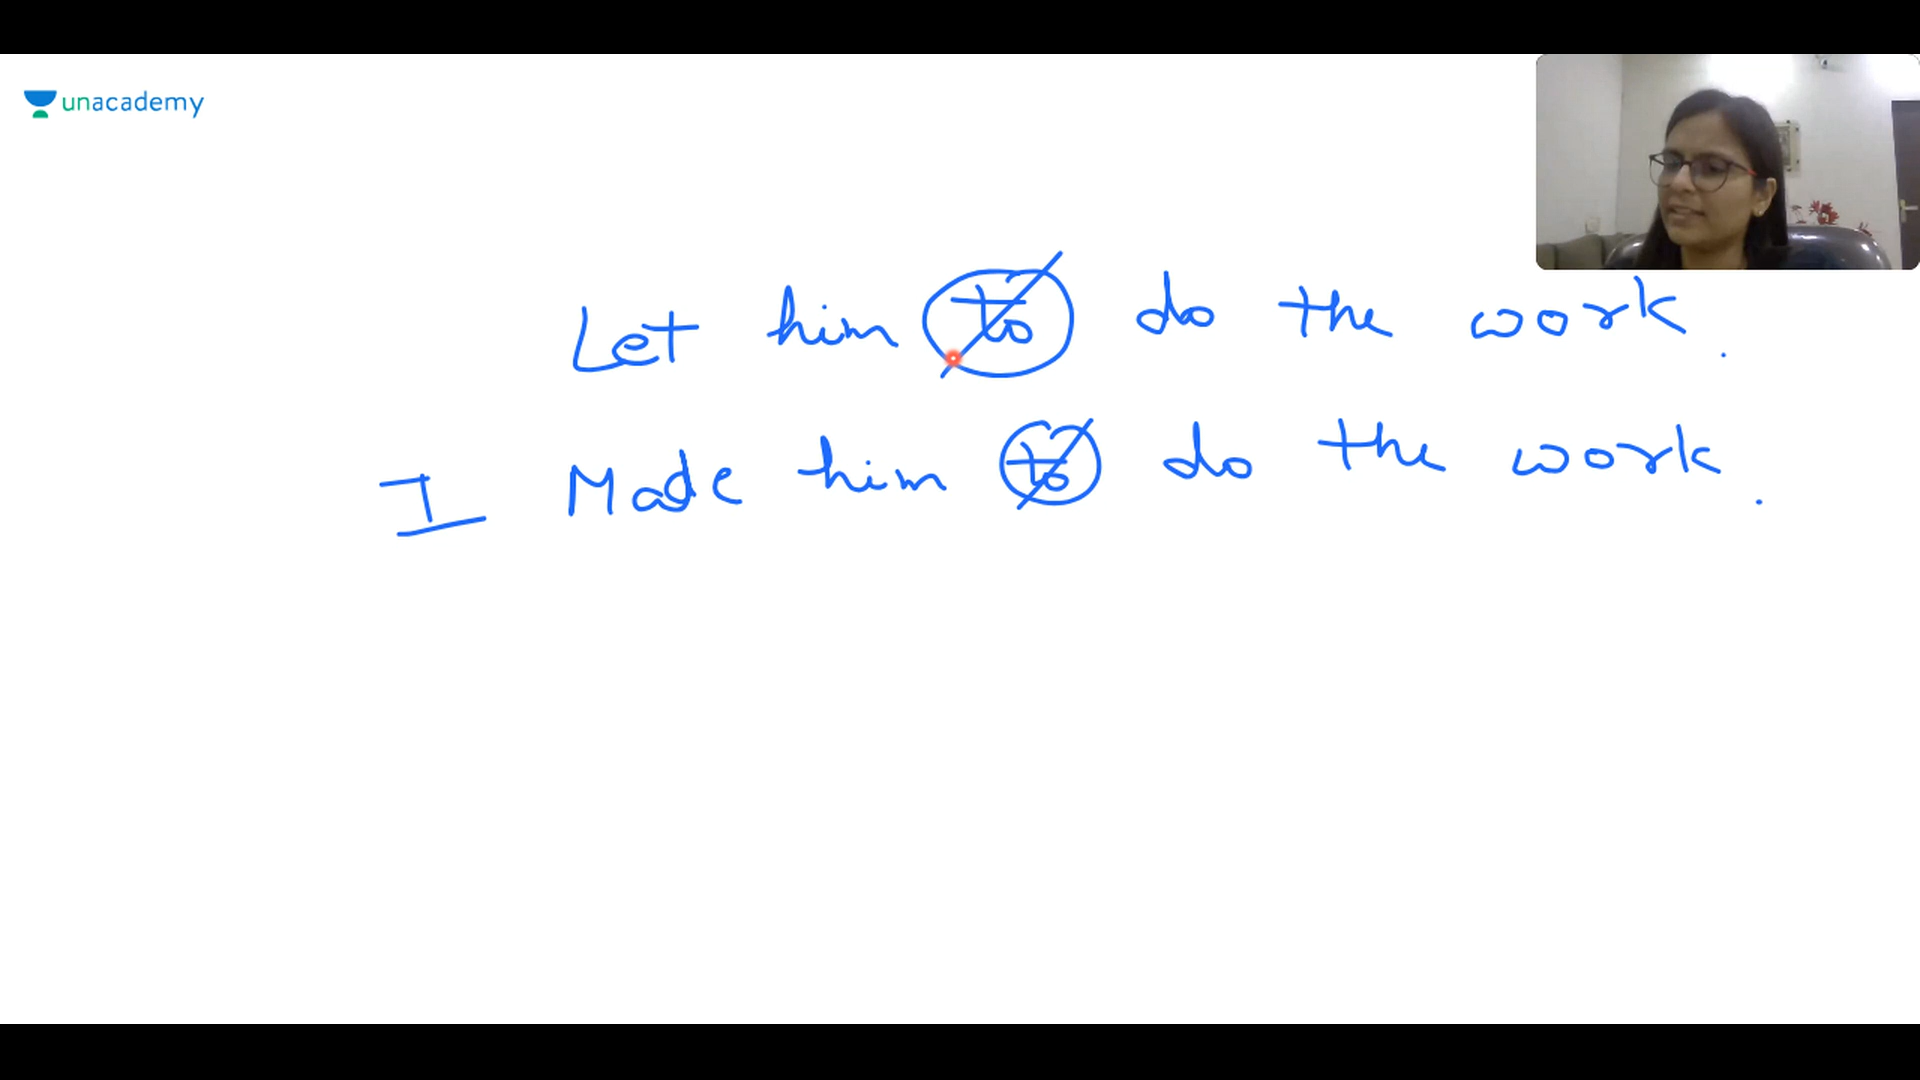 unacademy
Let him to do the work.
I Made him to do the work.